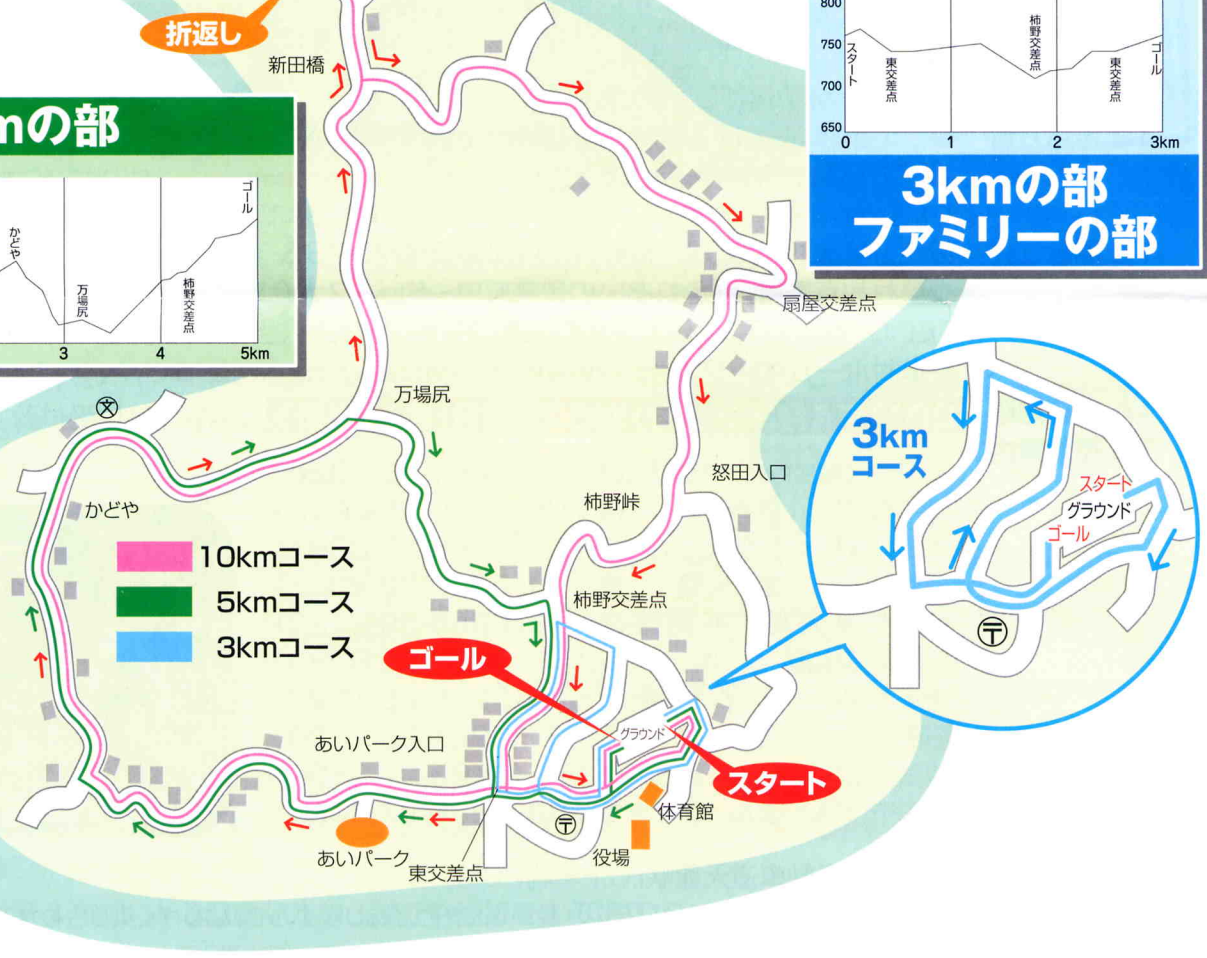 折返し
新田橋
mの部
ゴール
かどや
万場尻
柿野交差点
3
4
5km
800
750
700
650
スタート
東交差点
柿野交差点
東交差点
ゴール
0
1
2
3km
3kmの部
ファミリーの部
扇屋交差点
万場尻
文
かどや
怒田入口
柿野峠
柿野交差点
10kmコース
5kmコース
3kmコース
ゴール
グラウンド
スタート
あいパーク入口
あいパーク
東交差点
〒
体育館
役場
3km
コース
スタート
グラウンド
ゴール
〒